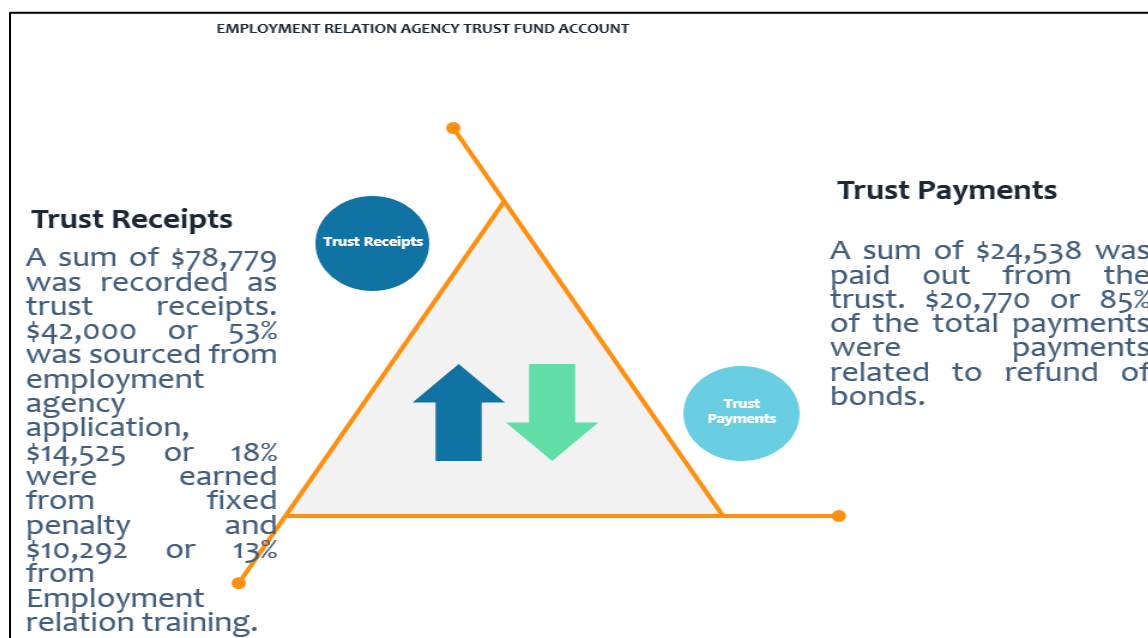 EMPLOYMENT RELATION AGENCY TRUST FUND ACCOUNT
Trust Receipts
A sum of $78,779
was recorded as
trust receipts.
$42,000 or 53%
was sourced from
employment
agency
application,
$14,525 or 18%
were earned
from fixed
penalty and
$10,292 or 13%
from
Employment
relation training.
Trust Receipts
Trust Payments
A sum of $24,538 was
paid out from the
trust. $20,770 or 85%
of the total payments
were payments
related to refund of
bonds.
Trust
Payments